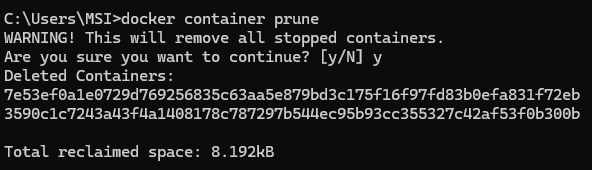 C:\Users\MSI>docker container prune
WARNING! This will remove all stopped containers.
Are you sure you want to continue? [y/N] y
Deleted Containers:
7e53ef0a1e0729d769256835c63aa5e879bd3c175f16f97fd83b0efa831f72eb
3590c1c7243a43f4a1408178c787297b544ec95b93cc355327c42af53f0b300b
Total reclaimed space: 8.192kB